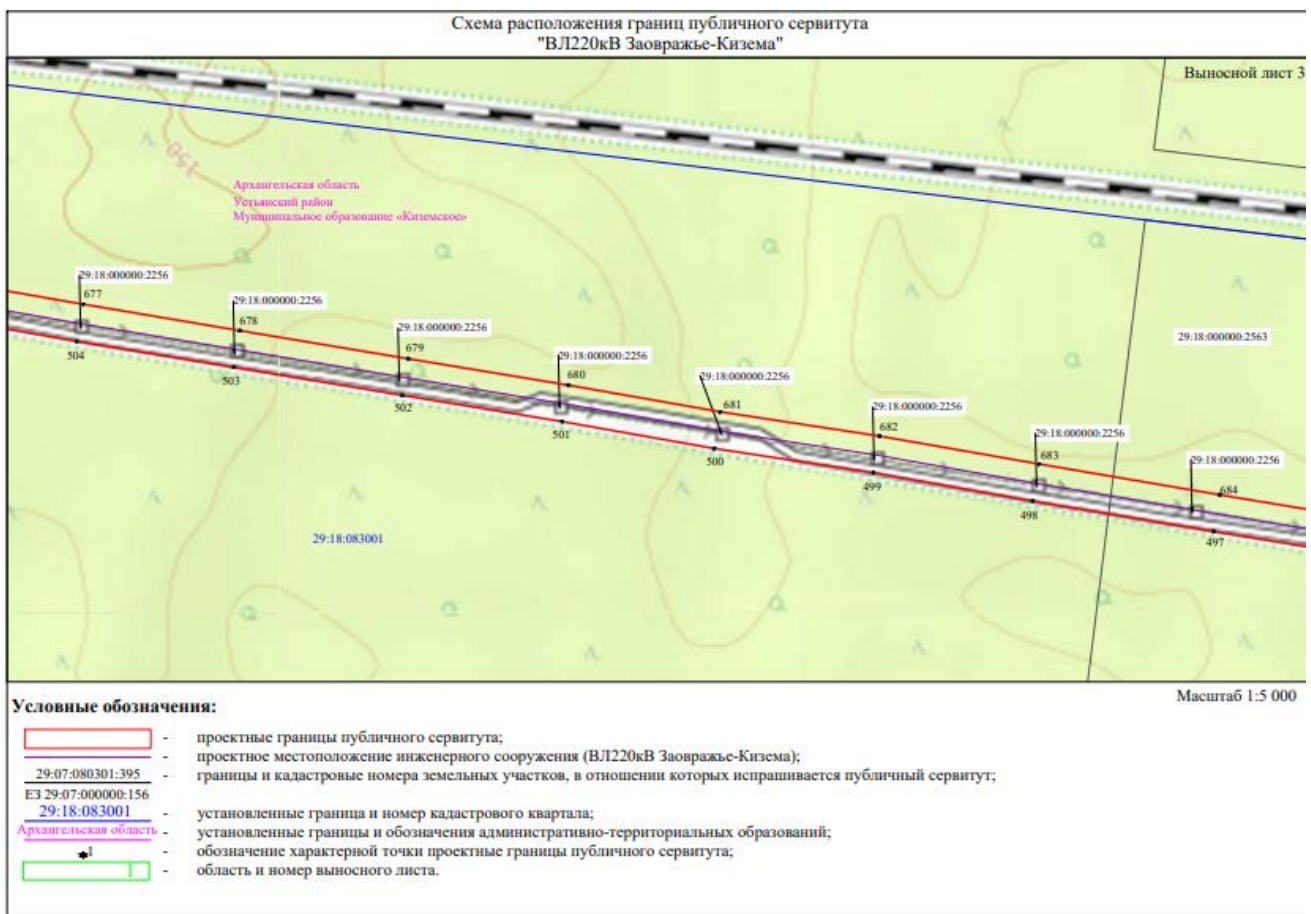 Схема расположения границ публичного сервитута
"ВЛ220кВ Заовражье-Кизема"
Выносной лист 3
150
Архангельская область
Устьянский район
Муниципальное образование «Киземское»
29:18:000000:2256
677
29:18:000000:2256
678
29:18:000000:2256
679
29:18:000000:2256
680
29:18:000000:2256
681
29:18:000000:2256
682
29:18:000000:2256
683
29:18:000000:2256
684
29:18:000000:2563
504
503
502
501
500
499
498
497
29:18:083001
Масштаб 1:5 000
Условные обозначения:
- проектные границы публичного сервитута;
- проектное местоположение инженерного сооружения (ВЛ220кВ Заовражье-Кизема);
29:07:080301:395 - границы и кадастровые номера земельных участков, в отношении которых испрашивается публичный сервитут;
ЕЗ 29:07:000000:156
29:18:083001 - установленные граница и номер кадастрового квартала;
Архангельская область - установленные границы и обозначения административно-территориальных образований;
1 - обозначение характерной точки проектные границы публичного сервитута;
1 - область и номер выносного листа.